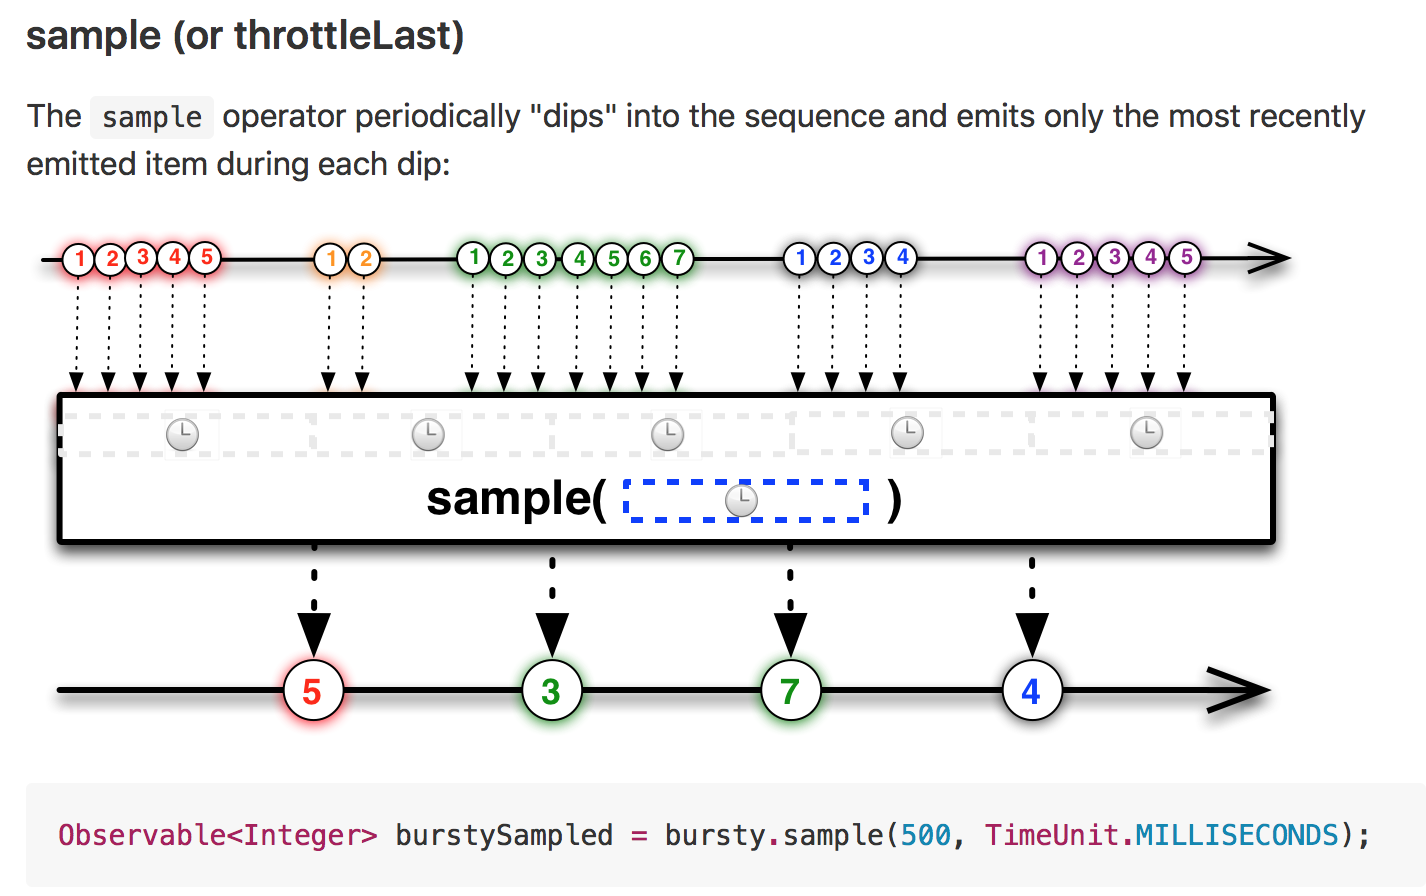 sample (or throttleLast)
The sample operator periodically "dips" into the sequence and emits only the most recently
emitted item during each dip:
1 2 3 4 5 1 2 1 2 3 4 5 6 7 1 2 3 4 1 2 3 4 5
sample( )
5 3 7 4
Observable<Integer> burstySampled = bursty.sample(500, TimeUnit.MILLISECONDS);